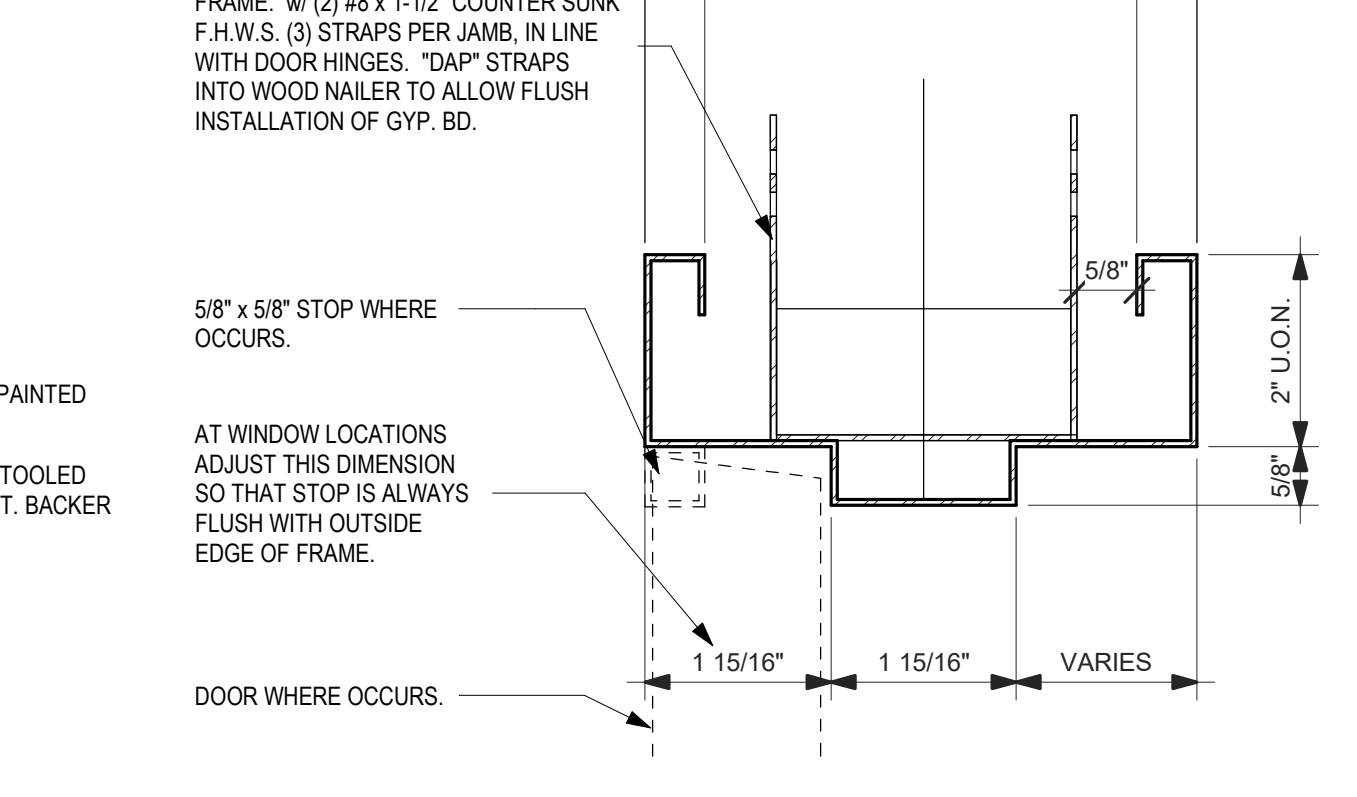 FRAME. w/ (2) #8 x 1-1/2" COUNTER SUNK
F.H.W.S. (3) STRAPS PER JAMB, IN LINE
WITH DOOR HINGES. "DAP" STRAPS
INTO WOOD NAILER TO ALLOW FLUSH
INSTALLATION OF GYP. BD.
5/8"
5/8" x 5/8" STOP WHERE
OCCURS.
2" U.O.N.
PAINTED
AT WINDOW LOCATIONS
ADJUST THIS DIMENSION
SO THAT STOP IS ALWAYS
FLUSH WITH OUTSIDE
EDGE OF FRAME.
TOOLED
T. BACKER
5/8"
1 15/16"
1 15/16"
VARIES
DOOR WHERE OCCURS.